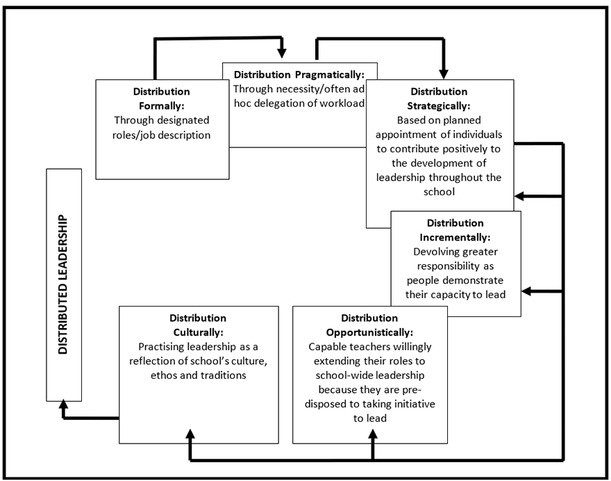 Distribution
Formally:
Through designated
roles/job description
Distribution Pragmatically:
Through necessity/often ad
hoc delegation of workload
Distribution
Strategically:
Based on planned
appointment of individuals
to contribute positively to
the development of
leadership throughout the
school
Distribution
Incrementally:
Devolving greater
responsibility as
people demonstrate
their capacity to lead
Distribution
Opportunistically:
Capable teachers willingly
extending their roles to
school-wide leadership
because they are pre-
disposed to taking initiative
to lead
Distribution
Culturally:
Practising leadership as a
reflection of school's culture,
ethos and traditions
DISTRIBUTED LEADERSHIP